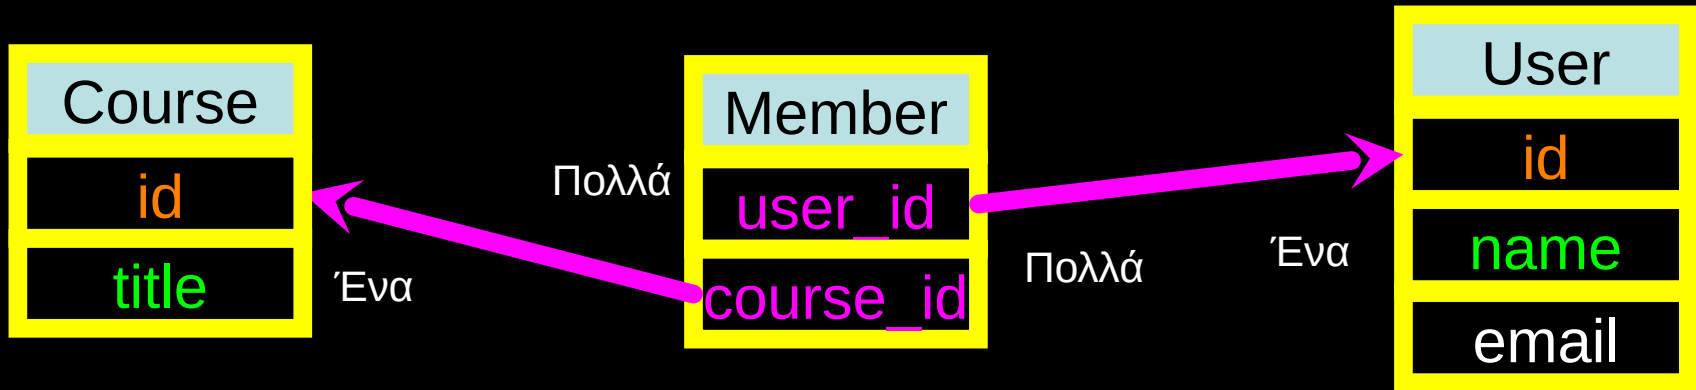 Course
id
title
Ένα
Πολλά
Member
user_id
course_id
Πολλά
Ένα
User
id
name
email